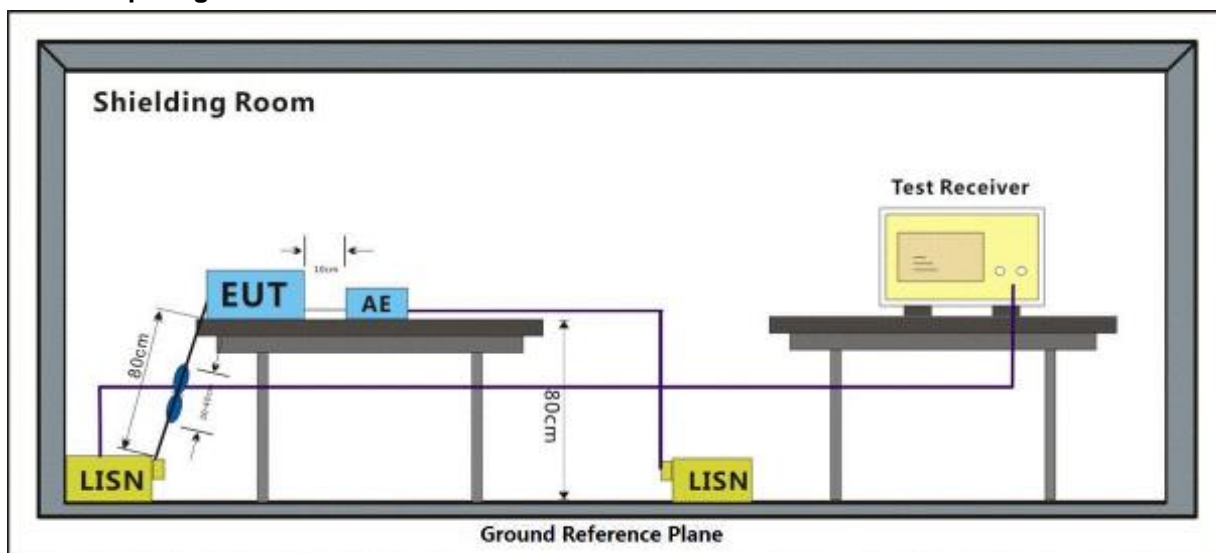 Shielding Room
Test Receiver
10cm
EUT
AE
80cm
80cm
LISN
LISN
Ground Reference Plane